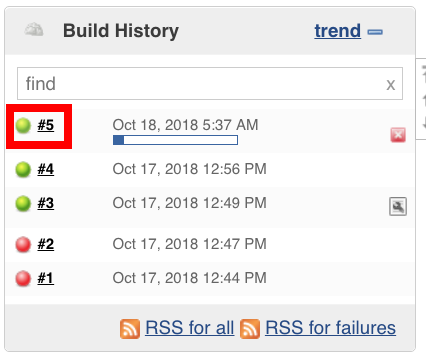 Build History trend
find x
#5 Oct 18, 2018 5:37 AM
#4 Oct 17, 2018 12:56 PM
#3 Oct 17, 2018 12:49 PM
#2 Oct 17, 2018 12:47 PM
#1 Oct 17, 2018 12:44 PM
RSS for all RSS for failures